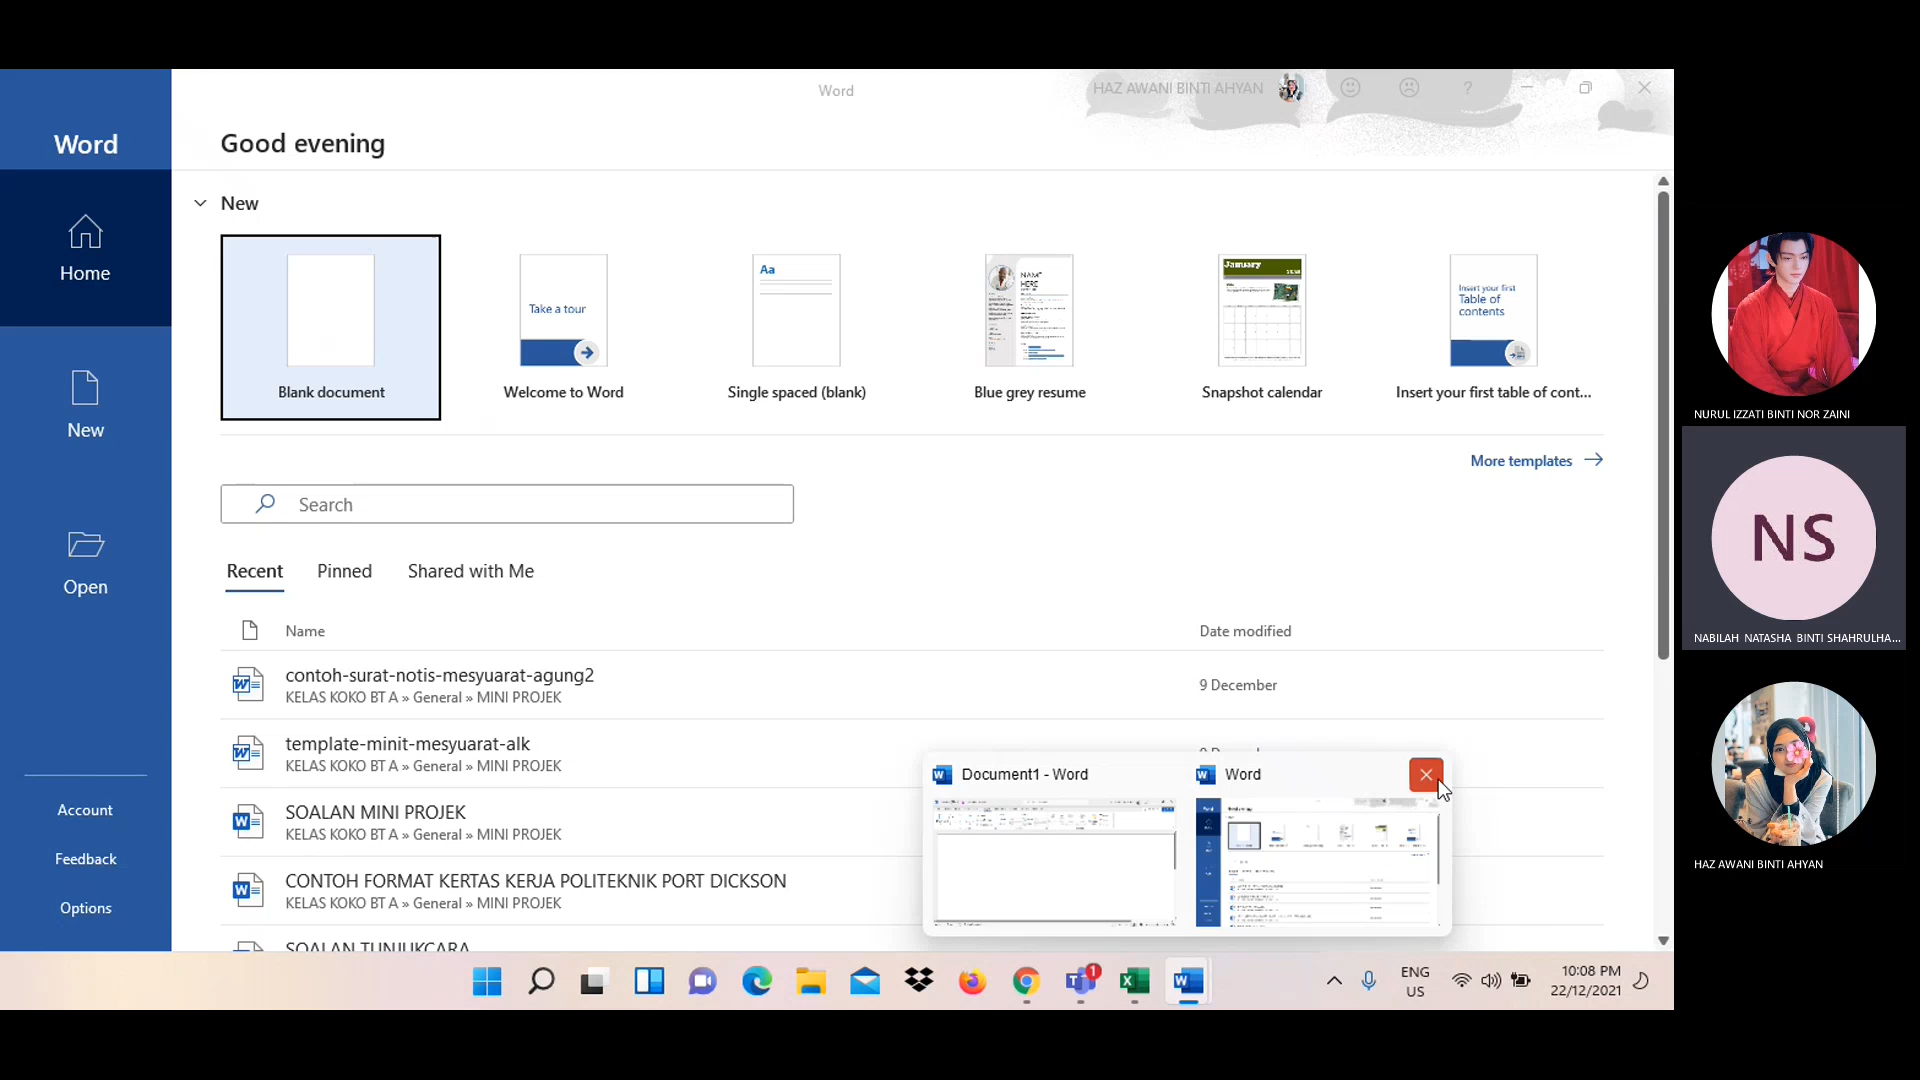 Word
HAZ AWANI BINTI AHYAN
?
Word
Good evening
New
Home
New
Open
Account
Feedback
Options
Take a tour
Aa
NAME
HERE
January
Insert your first
Table of
contents
Blank document
Welcome to Word
Single spaced (blank)
Blue grey resume
Snapshot calendar
Insert your first table of cont...
More templates
Search
Recent
Pinned
Shared with Me
Name
Date modified
contoh-surat-notis-mesyuarat-agung2
KELAS KOKO BT A » General » MINI PROJEK
9 December
template-minit-mesyuarat-alk
KELAS KOKO BT A » General » MINI PROJEK
SOALAN MINI PROJEK
KELAS KOKO BT A » General » MINI PROJEK
CONTOH FORMAT KERTAS KERJA POLITEKNIK PORT DICKSON
KELAS KOKO BT A » General » MINI PROJEK
SOALAN TUNJUKCARA
Document1 - Word
Word
1
ENG
US
10:08 PM
22/12/2021
NURUL IZZATI BINTI NOR ZAINI
NS
NABILAH NATASHA BINTI SHAHRULHA...
HAZ AWANI BINTI AHYAN